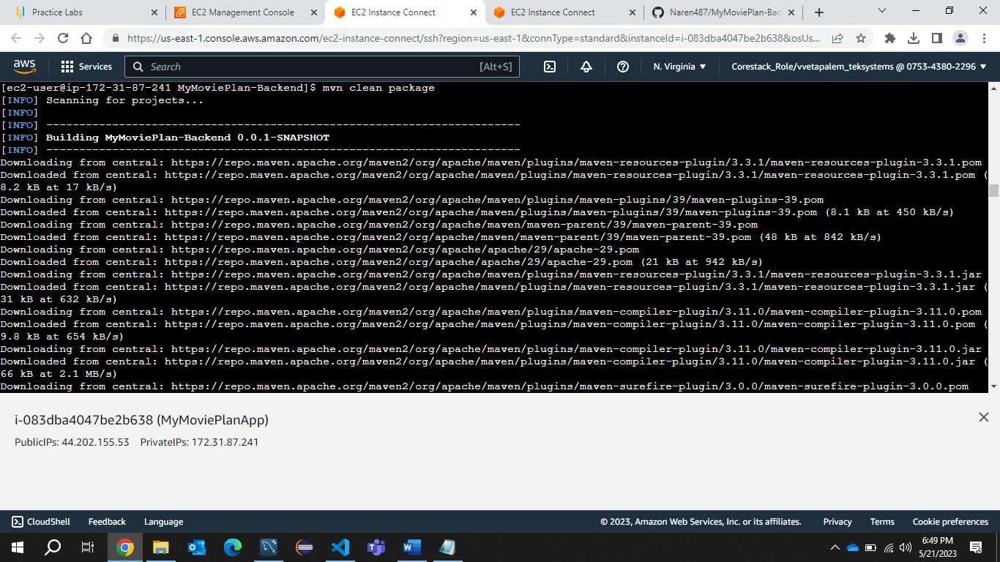 Practice Labs
EC2 Management Console
EC2 Instance Connect
EC2 Instance Connect
Naren487/MyMoviePlan-Bac
https://us-east-1.console.aws.amazon.com/ec2-instance-connect/ssh?region=us-east-1&connType=standard&instanceId=i-083dba4047be2b638&osUs...
aws
Services
Search
[Alt+S]
N. Virginia
Corestack_Role/vvetapalem_teksystems @ 0753-4380-2296
[ec2-user@ip-172-31-87-241 MyMoviePlan-Backend]$ mvn clean package
[INFO] Scanning for projects...
[INFO]
[INFO] ------------------------------------------------------------------------
[INFO] Building MyMoviePlan-Backend 0.0.1-SNAPSHOT
[INFO] ------------------------------------------------------------------------
Downloading from central: https://repo.maven.apache.org/maven2/org/apache/maven/plugins/maven-resources-plugin/3.3.1/maven-resources-plugin-3.3.1.pom
Downloaded from central: https://repo.maven.apache.org/maven2/org/apache/maven/plugins/maven-resources-plugin/3.3.1/maven-resources-plugin-3.3.1.pom (
8.2 kB at 17 kB/s)
Downloading from central: https://repo.maven.apache.org/maven2/org/apache/maven/plugins/maven-plugins/39/maven-plugins-39.pom
Downloaded from central: https://repo.maven.apache.org/maven2/org/apache/maven/plugins/maven-plugins/39/maven-plugins-39.pom (8.1 kB at 450 kB/s)
Downloading from central: https://repo.maven.apache.org/maven2/org/apache/maven/maven-parent/39/maven-parent-39.pom
Downloaded from central: https://repo.maven.apache.org/maven2/org/apache/maven/maven-parent/39/maven-parent-39.pom (48 kB at 842 kB/s)
Downloading from central: https://repo.maven.apache.org/maven2/org/apache/apache/29/apache-29.pom
Downloaded from central: https://repo.maven.apache.org/maven2/org/apache/apache/29/apache-29.pom (21 kB at 942 kB/s)
Downloading from central: https://repo.maven.apache.org/maven2/org/apache/maven/plugins/maven-resources-plugin/3.3.1/maven-resources-plugin-3.3.1.jar
Downloaded from central: https://repo.maven.apache.org/maven2/org/apache/maven/plugins/maven-resources-plugin/3.3.1/maven-resources-plugin-3.3.1.jar (
31 kB at 632 kB/s)
Downloading from central: https://repo.maven.apache.org/maven2/org/apache/maven/plugins/maven-compiler-plugin/3.11.0/maven-compiler-plugin-3.11.0.pom
Downloaded from central: https://repo.maven.apache.org/maven2/org/apache/maven/plugins/maven-compiler-plugin/3.11.0/maven-compiler-plugin-3.11.0.pom (
9.8 kB at 654 kB/s)
Downloading from central: https://repo.maven.apache.org/maven2/org/apache/maven/plugins/maven-compiler-plugin/3.11.0/maven-compiler-plugin-3.11.0.jar
Downloaded from central: https://repo.maven.apache.org/maven2/org/apache/maven/plugins/maven-compiler-plugin/3.11.0/maven-compiler-plugin-3.11.0.jar (
66 kB at 2.1 MB/s)
Downloading from central: https://repo.maven.apache.org/maven2/org/apache/maven/plugins/maven-surefire-plugin/3.0.0/maven-surefire-plugin-3.0.0.pom
i-083dba4047be2b638 (MyMoviePlanApp)
PublicIPs: 44.202.155.53 PrivateIPs: 172.31.87.241
CloudShell
Feedback
Language
© 2023, Amazon Web Services, Inc. or its affiliates.
Privacy
Terms
Cookie preferences
6:49 PM
5/21/2023